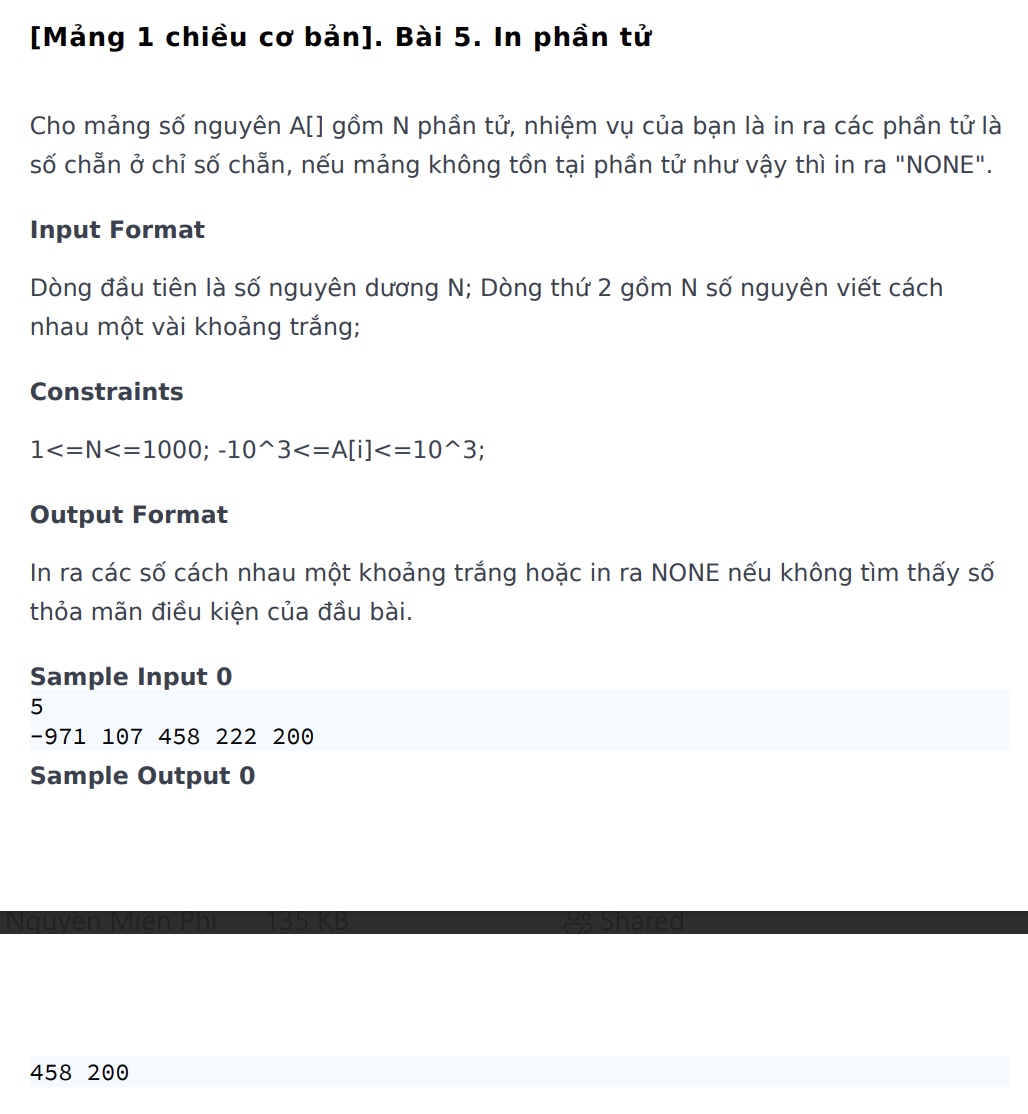 [Mảng 1 chiều cơ bản]. Bài 5. In phần tử
Cho mảng số nguyên A[] gồm N phần tử, nhiệm vụ của bạn là in ra các phần tử là
số chẵn ở chỉ số chẵn, nếu mảng không tồn tại phần tử như vậy thì in ra "NONE".
Input Format
Dòng đầu tiên là số nguyên dương N; Dòng thứ 2 gồm N số nguyên viết cách
nhau một vài khoảng trắng;
Constraints
1<=N<=1000; -10^3<=A[i]<=10^3;
Output Format
In ra các số cách nhau một khoảng trắng hoặc in ra NONE nếu không tìm thấy số
thỏa mãn điều kiện của đầu bài.
Sample Input 0
5
-971 107 458 222 200
Sample Output 0
Nguyen Mien Phi 135 KB Shared
458 200